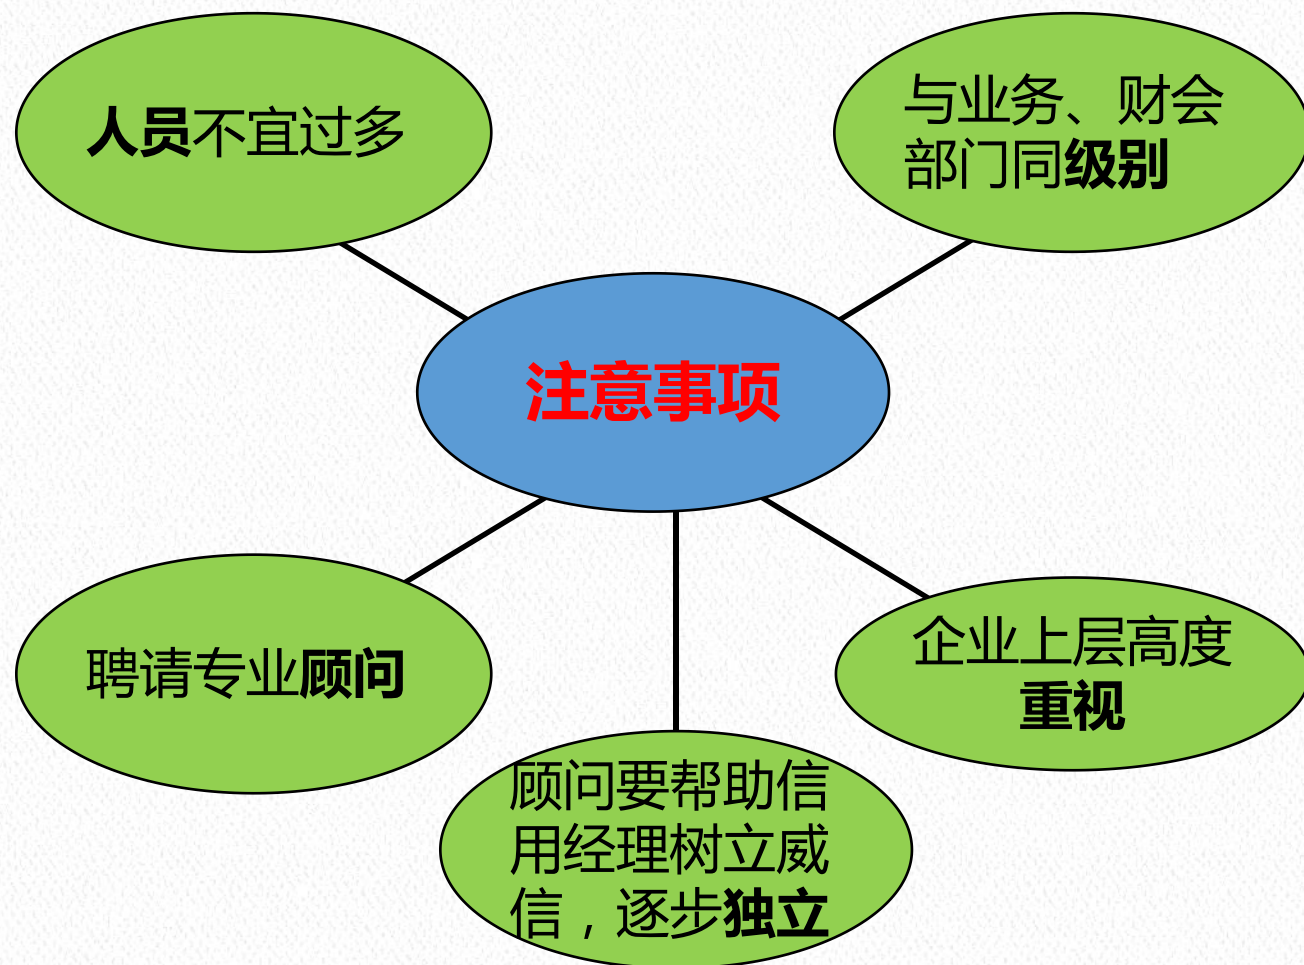 人员不宜过多
与业务、财会
部门同级别
注意事项
聘请专业顾问
企业上层高度
重视
顾问要帮助信
用经理树立威
信，逐步独立